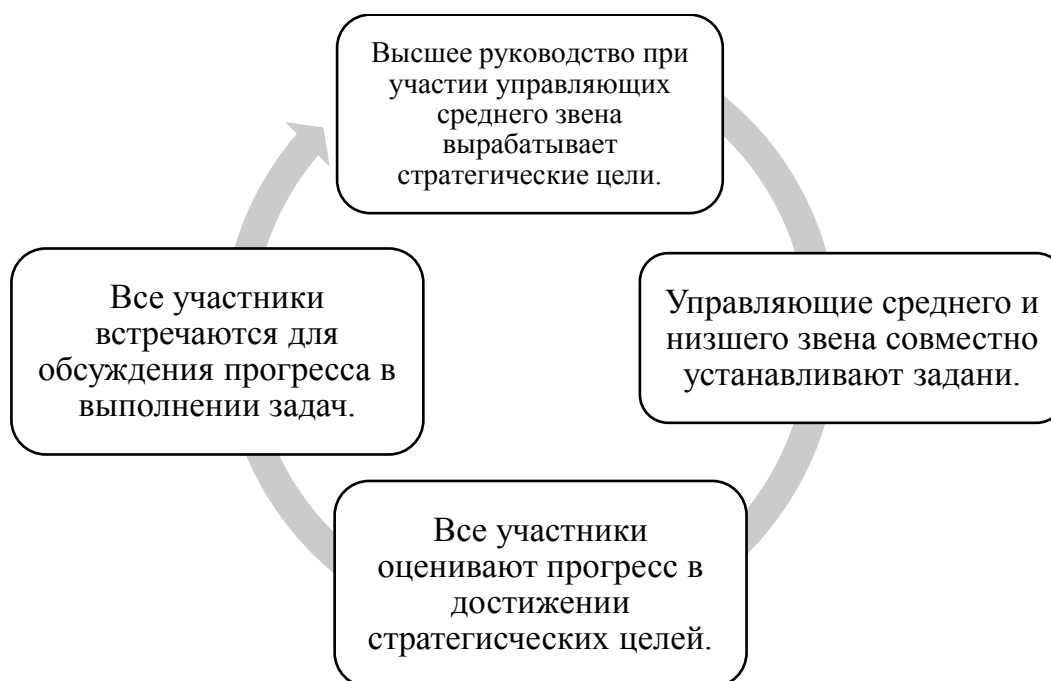 Высшее руководство при
участии управляющих
среднего звена
вырабатывает
стратегические цели.
Управляющие среднего и
низшего звена совместно
устанавливают задани.
Все участники
оценивают прогресс в
достижении
стратегисческих целей.
Все участники
встречаются для
обсуждения прогресса в
выполнении задач.